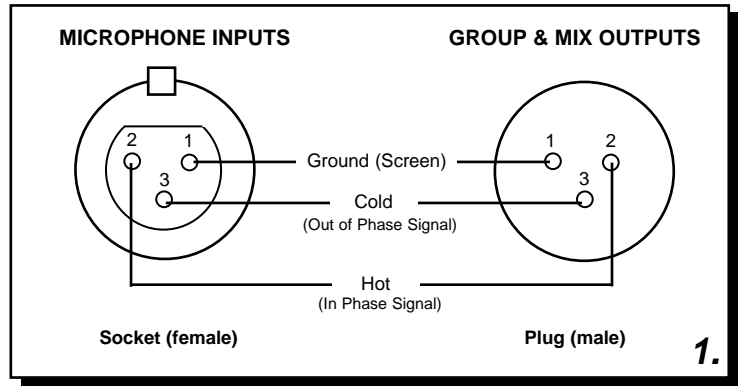 MICROPHONE INPUTS
GROUP & MIX OUTPUTS
2
1
3
Ground (Screen)
Cold
(Out of Phase Signal)
Hot
(In Phase Signal)
1
2
3
Socket (female)
Plug (male)
1.